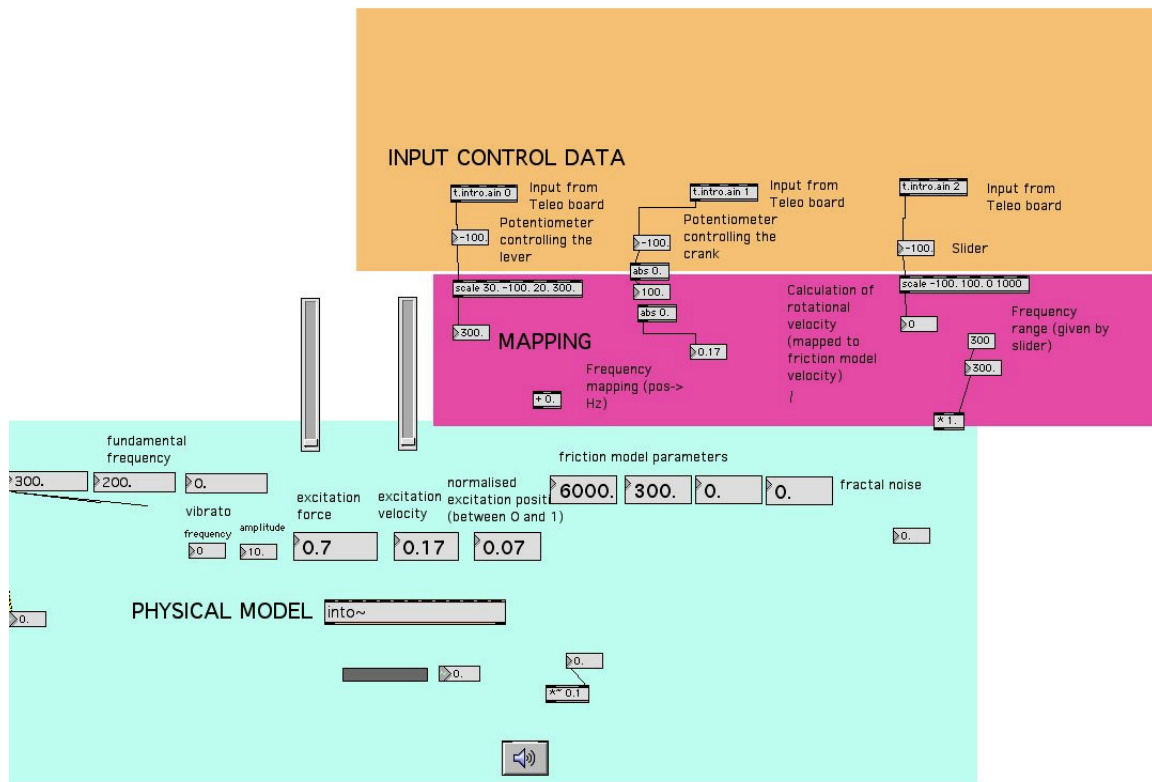 INPUT CONTROL DATA
t.intro.ain 0
Input from
Teleo board
t.intro.ain 1
Input from
Teleo board
t.intro.ain 2
Input from
Teleo board
-100.
Potentiometer
controlling the
lever
-100.
Potentiometer
controlling the
crank
-100.
Slider
abs 0.
scale 30. -100. 20. 300.
100.
abs 0.
scale -100. 100. 0 1000
300.
MAPPING
0.17
Calculation of
rotational
velocity
(mapped to
friction model
velocity)
0
Frequency
range (given by
slider)
300
300.
Frequency
mapping (pos->
Hz)
+ 0.
* 1.
fundamental
frequency
300.
200.
0.
vibrato
frequency
amplitude
0
10.
excitation
force
0.7
excitation
velocity
0.17
normalised
excitation positi
(between 0 and 1)
0.07
friction model parameters
6000.
300.
0.
0.
fractal noise
0.
0.
PHYSICAL MODEL
into~
0.
0.
*~ 0.1